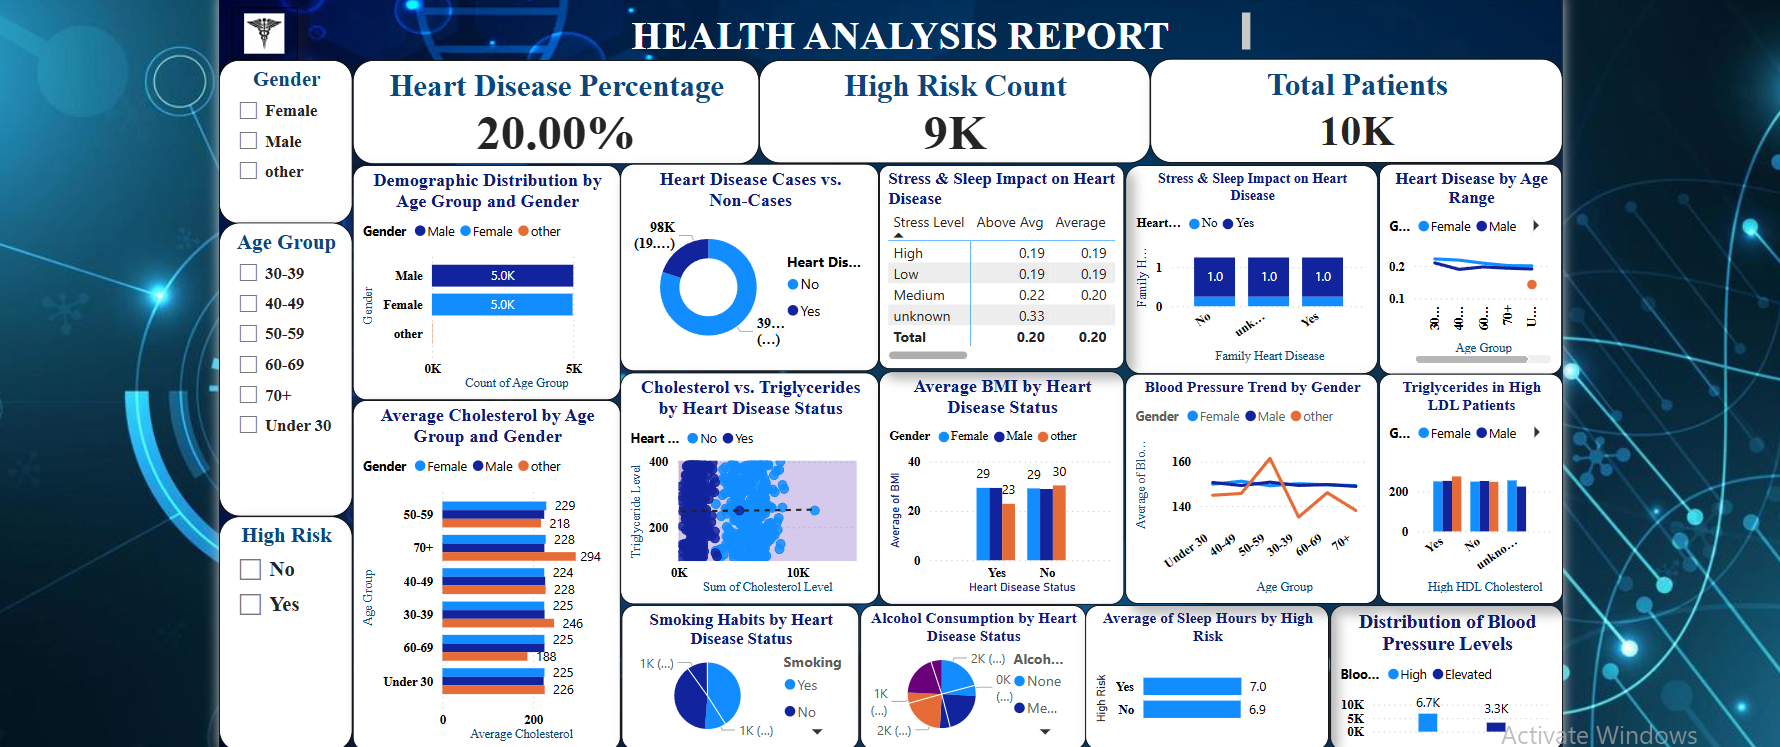 HEALTH ANALYSIS REPORT
Gender
Female
Male
other
Age Group
30-39
40-49
50-59
60-69
70+
Under 30
High Risk
No
Yes
Heart Disease Percentage
20.00%
High Risk Count
9K
Total Patients
10K
Demographic Distribution by
Age Group and Gender
Gender Male Female other
Gender
Male 5.0K
Female 5.0K
other
0K 5K
Count of Age Group
Heart Disease Cases vs.
Non-Cases
98K
(19....)
39...
(...)
Heart Dis...
No
Yes
Stress & Sleep Impact on Heart
Disease
Stress Level Above Avg Average
High 0.19 0.19
Low 0.19 0.19
Medium 0.22 0.20
unknown 0.33
Total 0.20 0.20
Stress & Sleep Impact on Heart
Disease
Heart... No Yes
Family H...
1
0
1.0 1.0 1.0
No unk... Yes
Family Heart Disease
Heart Disease by Age
Range
G... Female Male
0.2
0.1
30... 40... 60... 70+ U...
Age Group
Average Cholesterol by Age
Group and Gender
Gender Female Male other
Age Group
50-59 229
218
70+ 228
294
40-49 224
228
30-39 225
246
60-69 225
188
Under 30 225
226
0 200
Average Cholesterol
Cholesterol vs. Triglycerides
by Heart Disease Status
Heart ... No Yes
Triglyceride Level
400
200
0K 10K
Sum of Cholesterol Level
Average BMI by Heart
Disease Status
Gender Female Male other
Average of BMI
40
20
0
29 23 29 30
Yes No
Heart Disease Status
Blood Pressure Trend by Gender
Gender Female Male other
Average of Blo...
160
140
Under 30 40-49 50-59 30-39 60-69 70+
Age Group
Triglycerides in High
LDL Patients
G... Female Male
200
0
Yes No unkno...
High HDL Cholesterol
Smoking Habits by Heart
Disease Status
1K (...)
1K (...)
Smoking
Yes
No
Alcohol Consumption by Heart
Disease Status
2K (...)
0K
(...)
1K
(...)
2K (...)
Alcoh...
None
Me...
Average of Sleep Hours by High
Risk
High Risk
Yes 7.0
No 6.9
Distribution of Blood
Pressure Levels
Bloo... High Elevated
10K
5K
0K
6.7K
3.3K
Activate Windows